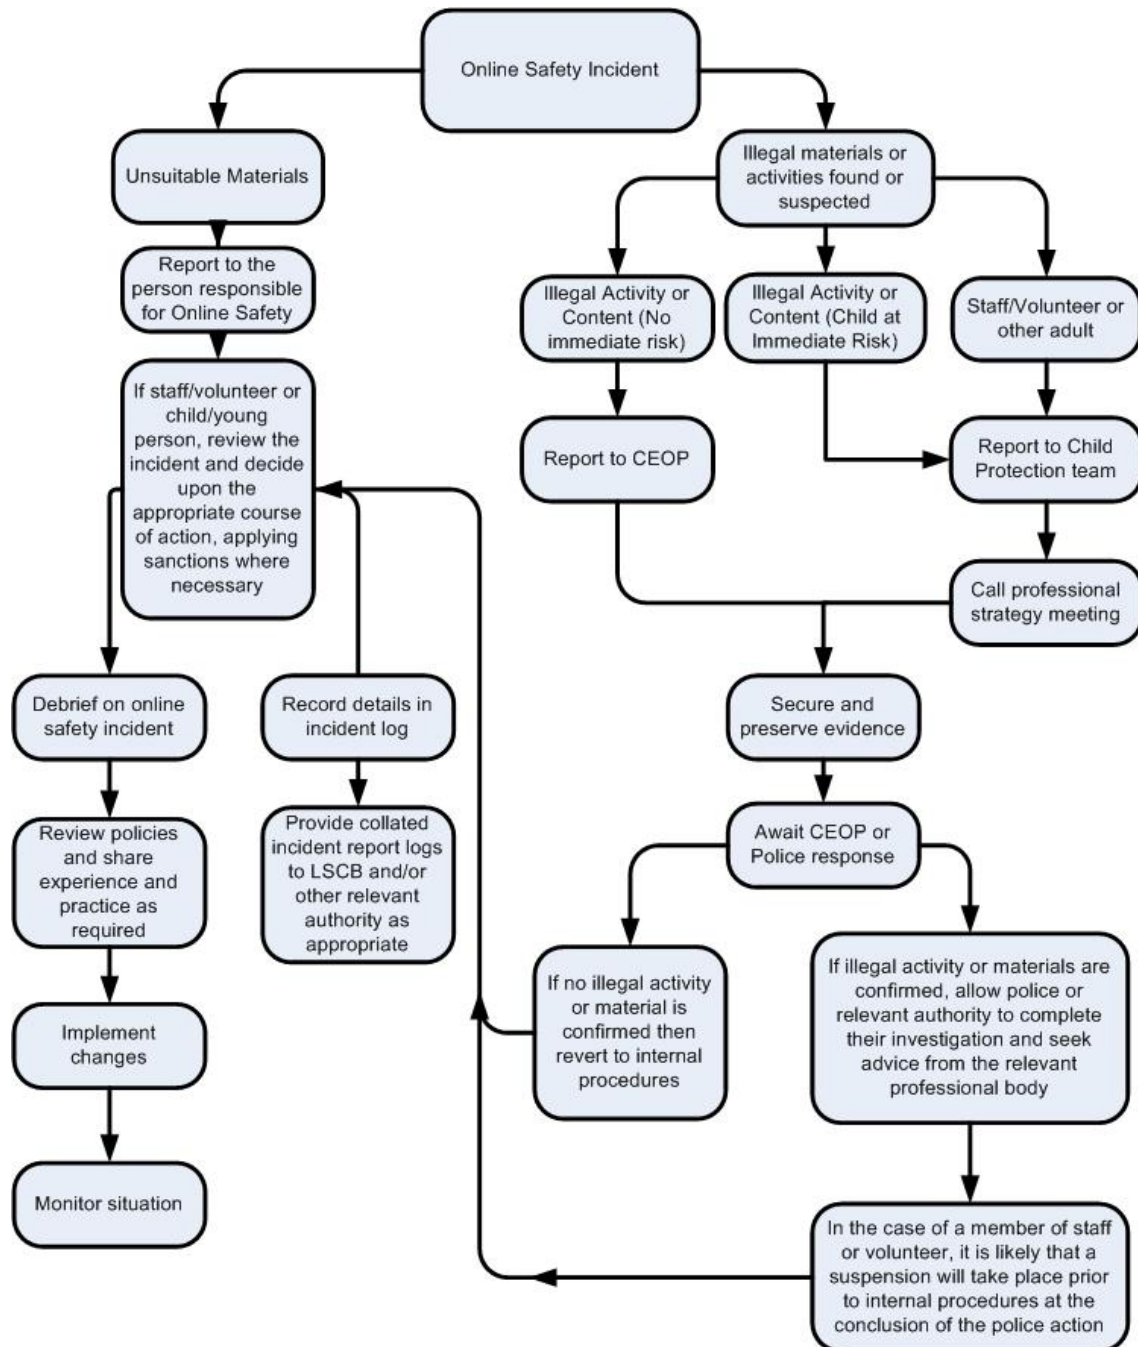 Online Safety Incident
Unsuitable Materials
Report to the
person responsible
for Online Safety
If staff/volunteer or
child/young
person, review the
incident and decide
upon the
appropriate course
of action, applying
sanctions where
necessary
Debrief on online
safety incident
Review policies
and share
experience and
practice as
required
Implement
changes
Monitor situation
Record details in
incident log
Provide collated
incident report logs
to LSCB and/or
other relevant
authority as
appropriate
Illegal materials or
activities found or
suspected
Illegal Activity or
Content (No
immediate risk)
Illegal Activity or
Content (Child at
Immediate Risk)
Staff/Volunteer or
other adult
Report to CEOP
Report to Child
Protection team
Call professional
strategy meeting
Secure and
preserve evidence
Await CEOP or
Police response
If no illegal activity
or material is
confirmed then
revert to internal
procedures
If illegal activity or materials are
confirmed, allow police or
relevant authority to complete
their investigation and seek
advice from the relevant
professional body
In the case of a member of staff
or volunteer, it is likely that a
suspension will take place prior
to internal procedures at the
conclusion of the police action